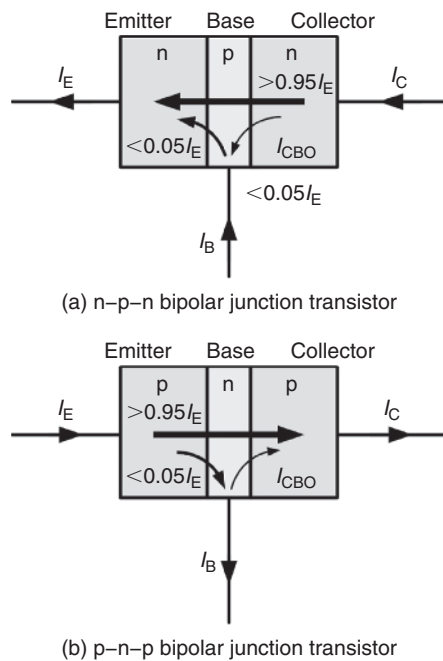 Emitter Base Collector
n p n
I_E I_C
>0.95I_E
<0.05I_E I_CBO
<0.05I_E
I_B
(a) n–p–n bipolar junction transistor
Emitter Base Collector
p n p
I_E >0.95I_E I_C
<0.05I_E I_CBO
I_B
(b) p–n–p bipolar junction transistor